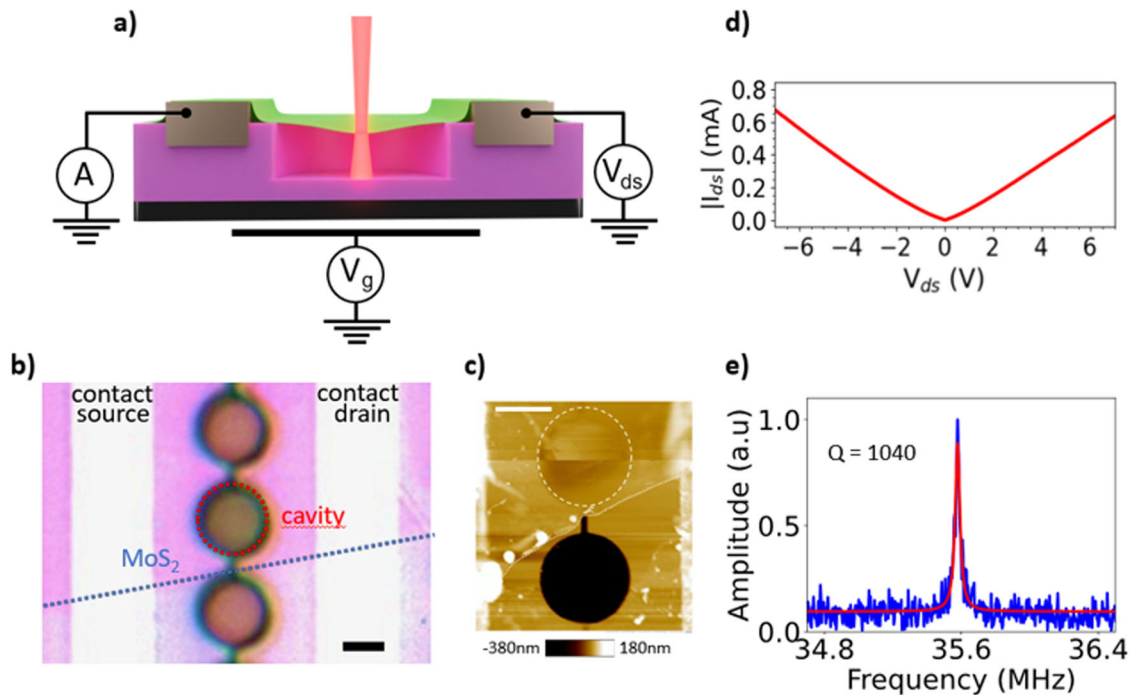 a)
A
V_ds
V_g
b)
contact
source
contact
drain
cavity
MoS₂
c)
-380nm
180nm
d)
0.8
0.6
0.4
0.2
0.0
|I_ds| (mA)
-6 -4 -2 0 2 4 6
V_ds (V)
e)
1.0
0.5
0.0
Amplitude (a.u)
Q = 1040
34.8 35.6 36.4
Frequency (MHz)